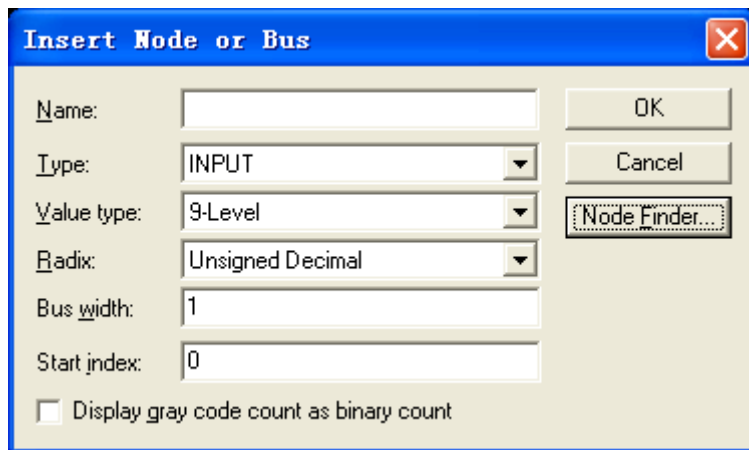 Insert Node or Bus
Name:
OK
Type: INPUT
Cancel
Value type: 9-Level
Node Finder...
Radix: Unsigned Decimal
Bus width: 1
Start index: 0
Display gray code count as binary count